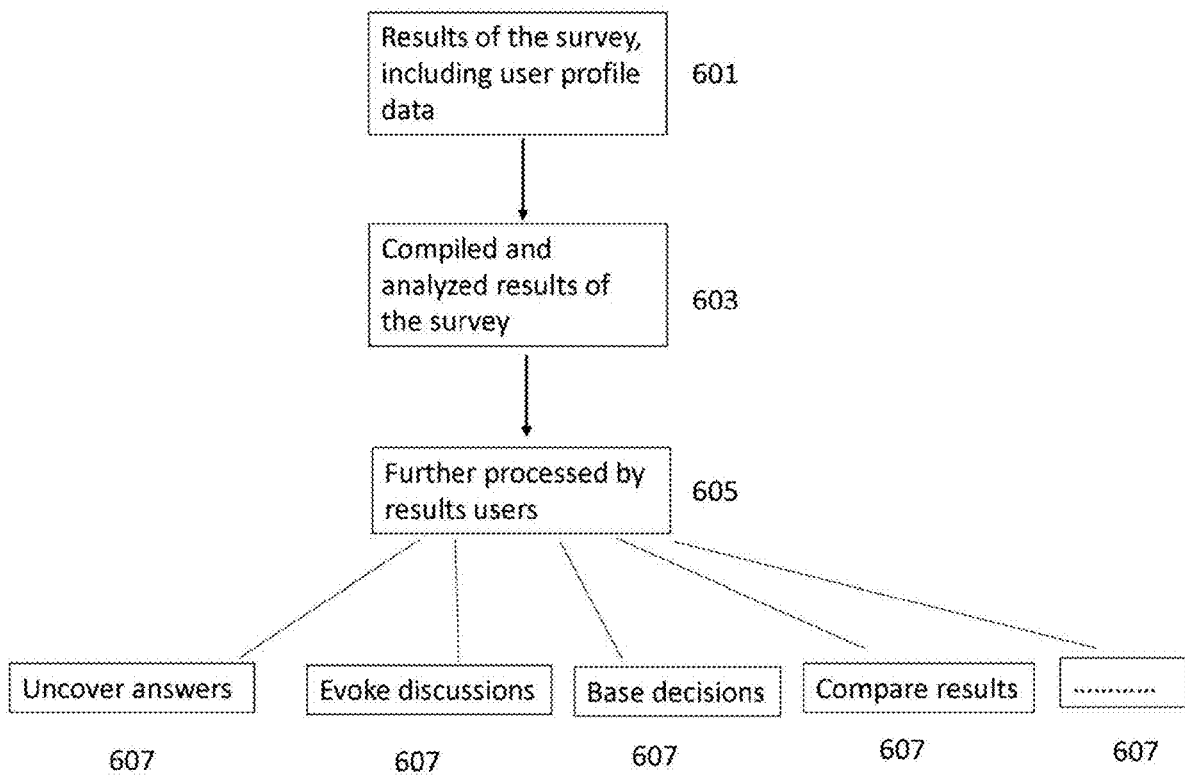 Results of the survey,
including user profile
data
601
Compiled and
analyzed results of
the survey
603
Further processed by
results users
605
Uncover answers
Evoke discussions
Base decisions
Compare results
............
607
607
607
607
607